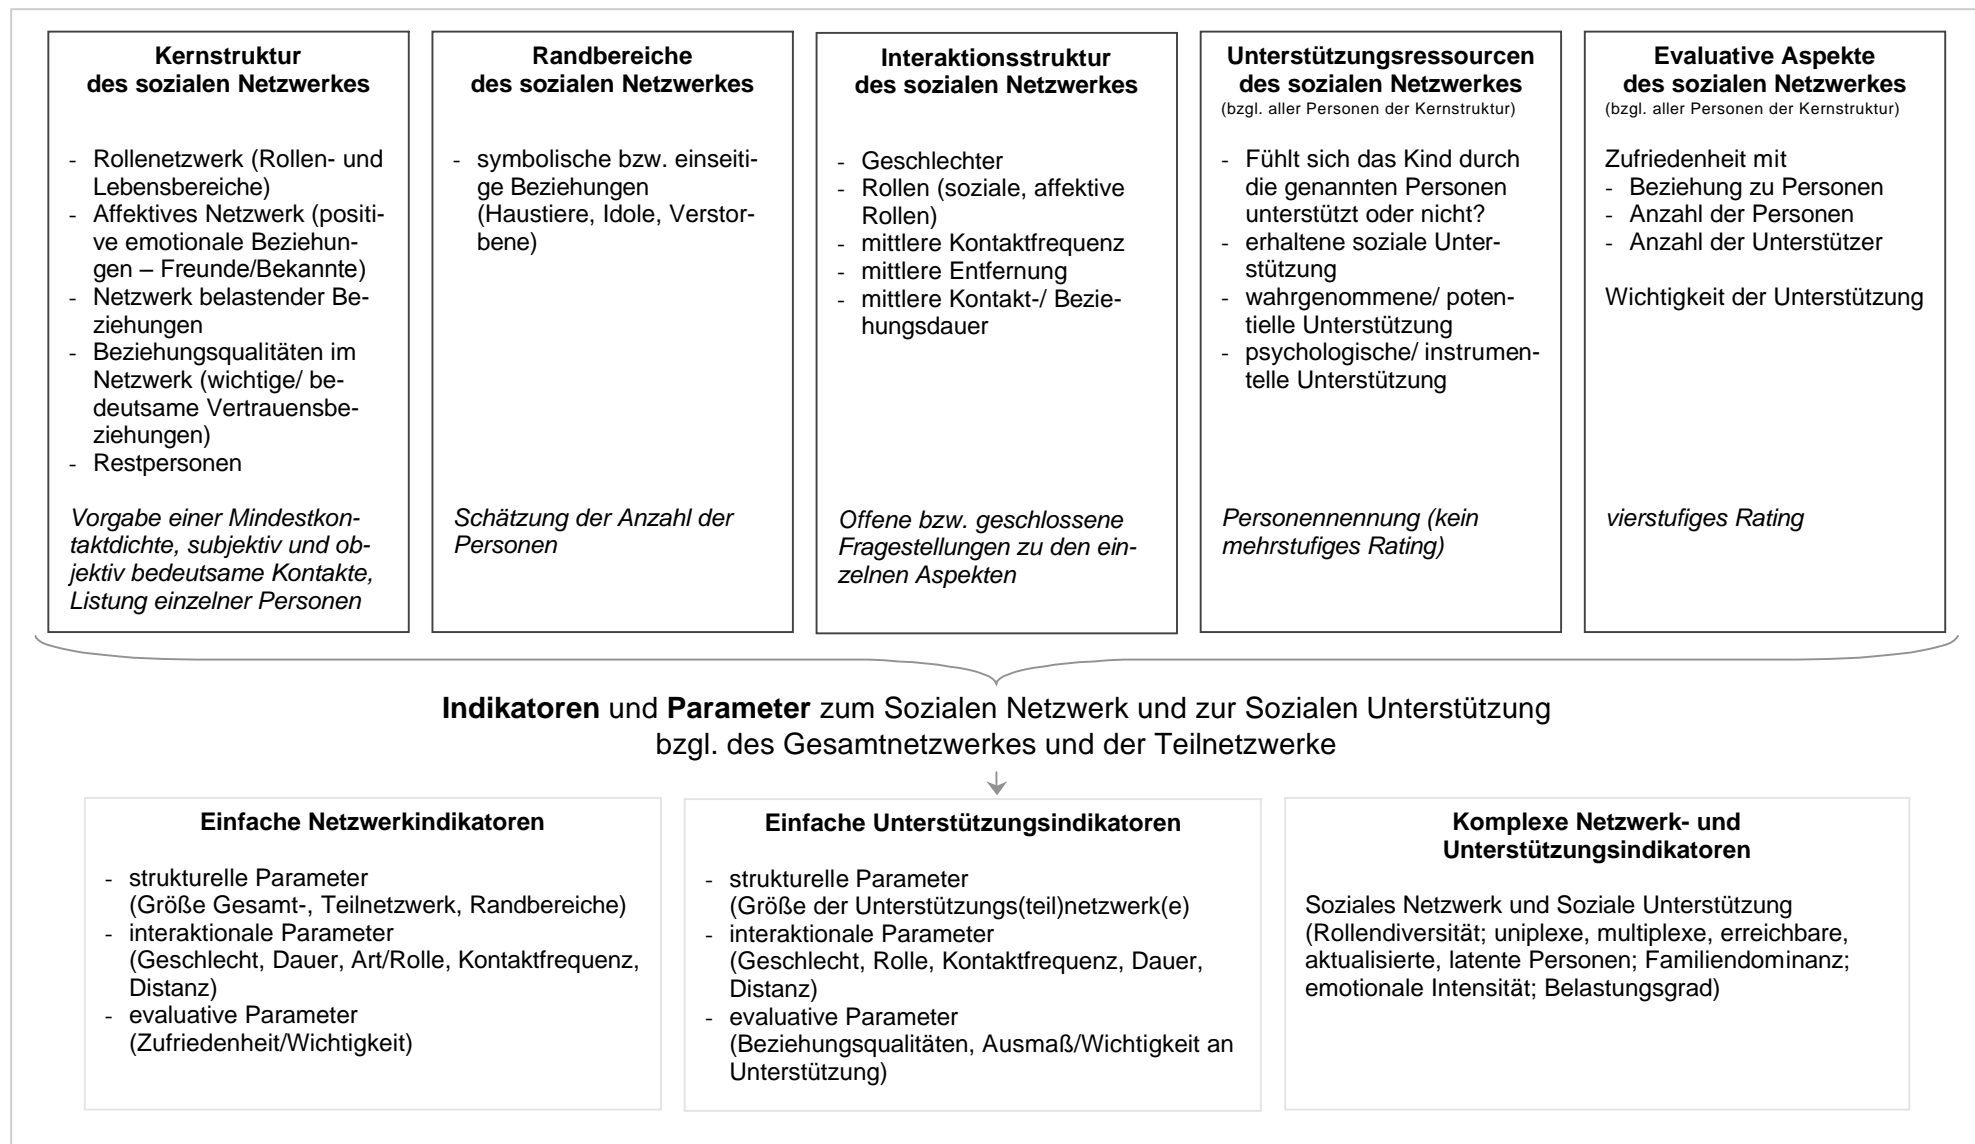 Kernstruktur
des sozialen Netzwerkes
- Rollenetzwerk (Rollen- und
Lebensbereiche)
- Affektives Netzwerk (positi-
ve emotionale Beziehun-
gen – Freunde/Bekannte)
- Netzwerk belastender Be-
ziehungen
- Beziehungsqualitäten im
Netzwerk (wichtige/ be-
deutsame Vertrauensbe-
ziehungen)
- Restpersonen
Vorgabe einer Mindestkon-
taktdichte, subjektiv und ob-
jektiv bedeutsame Kontakte,
Listung einzelner Personen
Randbereiche
des sozialen Netzwerkes
- symbolische bzw. einseiti-
ge Beziehungen
(Haustiere, Idole, Verstor-
bene)
Schätzung der Anzahl der
Personen
Interaktionsstruktur
des sozialen Netzwerkes
- Geschlechter
- Rollen (soziale, affektive
Rollen)
- mittlere Kontaktfrequenz
- mittlere Entfernung
- mittlere Kontakt-/ Bezie-
hungsdauer
Offene bzw. geschlossene
Fragestellungen zu den ein-
zelnen Aspekten
Unterstützungsressourcen
des sozialen Netzwerkes
(bzgl. aller Personen der Kernstruktur)
- Fühlt sich das Kind durch
die genannten Personen
unterstützt oder nicht?
- erhaltene soziale Unter-
stützung
- wahrgenommene/ poten-
tielle Unterstützung
- psychologische/ instrumen-
telle Unterstützung
Personennennung (kein
mehrstufiges Rating)
Evaluative Aspekte
des sozialen Netzwerkes
(bzgl. aller Personen der Kernstruktur)
Zufriedenheit mit
- Beziehung zu Personen
- Anzahl der Personen
- Anzahl der Unterstützer
Wichtigkeit der Unterstützung
vierstufiges Rating
Indikatoren und Parameter zum Sozialen Netzwerk und zur Sozialen Unterstützung
bzgl. des Gesamtnetzwerkes und der Teilnetzwerke
Einfache Netzwerkindikatoren
- strukturelle Parameter
(Größe Gesamt-, Teilnetzwerk, Randbereiche)
- interaktionale Parameter
(Geschlecht, Dauer, Art/Rolle, Kontaktfrequenz,
Distanz)
- evaluative Parameter
(Zufriedenheit/Wichtigkeit)
Einfache Unterstützungsindikatoren
- strukturelle Parameter
(Größe der Unterstützungs(teil)netzwerk(e)
- interaktionale Parameter
(Geschlecht, Rolle, Kontaktfrequenz, Dauer,
Distanz)
- evaluative Parameter
(Beziehungsqualitäten, Ausmaß/Wichtigkeit an
Unterstützung)
Komplexe Netzwerk- und
Unterstützungsindikatoren
Soziales Netzwerk und Soziale Unterstützung
(Rollendiversität; uniplexe, multiplexe, erreichbare,
aktualisierte, latente Personen; Familiendominanz;
emotionale Intensität; Belastungsgrad)